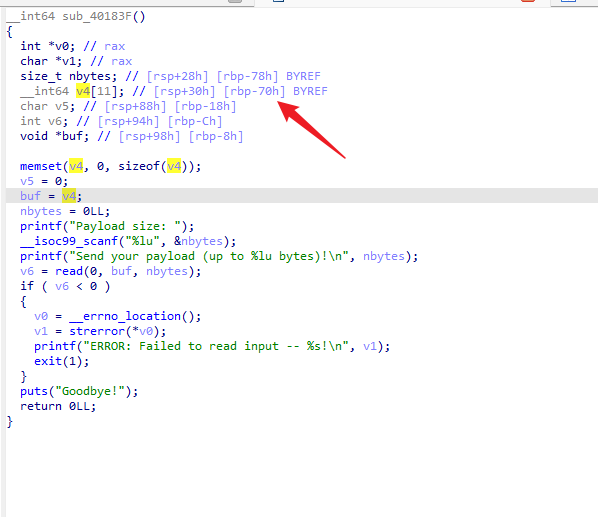 __int64 sub_40183F()
{
  int *v0; // rax
  char *v1; // rax
  size_t nbytes; // [rsp+28h] [rbp-78h] BYREF
  __int64 v4[11]; // [rsp+30h] [rbp-70h] BYREF
  char v5; // [rsp+88h] [rbp-18h]
  int v6; // [rsp+94h] [rbp-Ch]
  void *buf; // [rsp+98h] [rbp-8h]

  memset(v4, 0, sizeof(v4));
  v5 = 0;
  buf = v4;
  nbytes = 0LL;
  printf("Payload size: ");
  __isoc99_scanf("%lu", &nbytes);
  printf("Send your payload (up to %lu bytes)!\n", nbytes);
  v6 = read(0, buf, nbytes);
  if ( v6 < 0 )
  {
    v0 = __errno_location();
    v1 = strerror(*v0);
    printf("ERROR: Failed to read input -- %s!\n", v1);
    exit(1);
  }
  puts("Goodbye!");
  return 0LL;
}